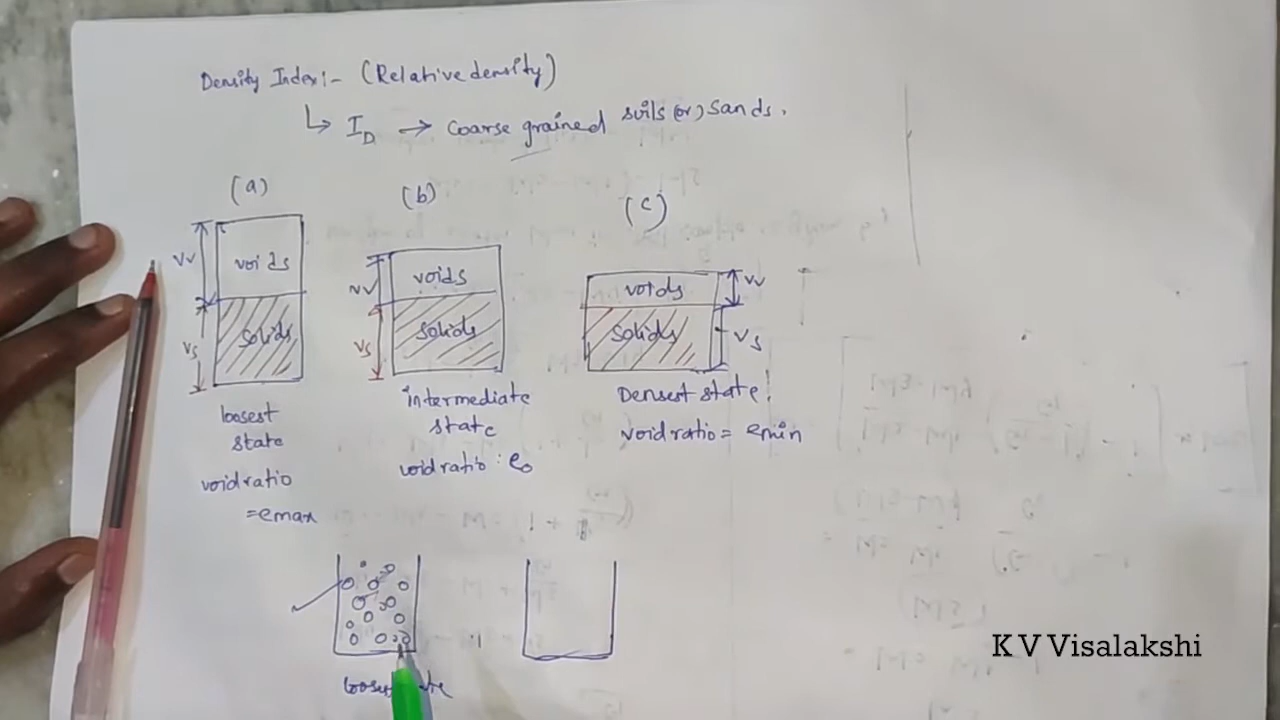 Density Index:- (Relative density)
↳ I_D → Coarse grained soils (or) Sands.
(a)
(b)
(c)
Vv
voids
Vs
solids
loosest
state
void ratio
= emax
Vv
voids
Vs
solids
intermediate
state
void ratio : e₀
voids
Vv
solids
Vs
Densest state!
void ratio = emin
K V Visalakshi